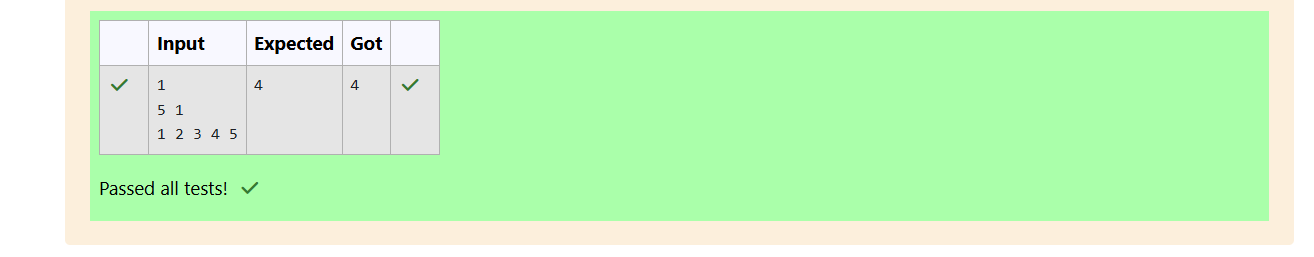 Input Expected Got
1 4 4
5 1
1 2 3 4 5
Passed all tests!